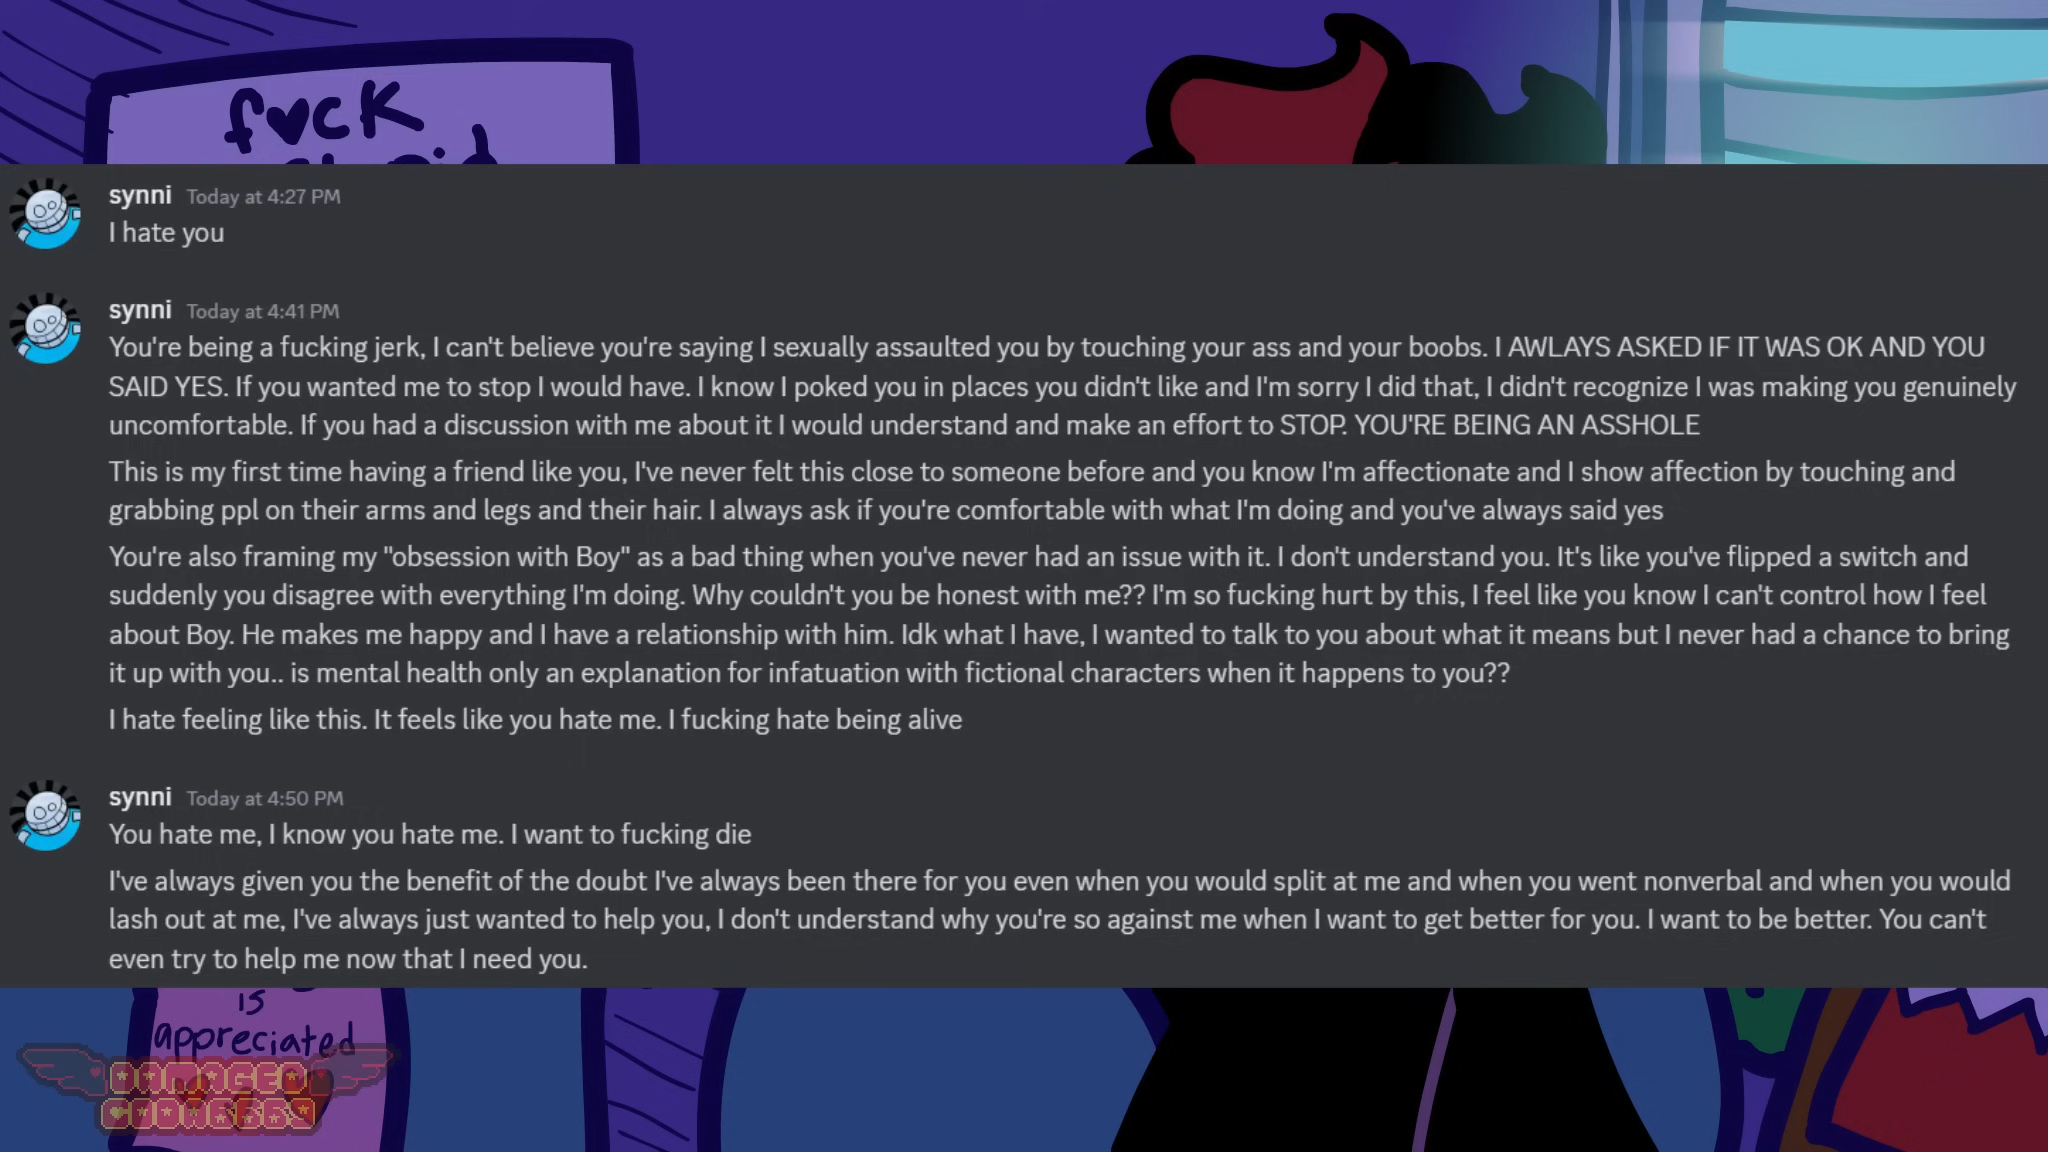 f♥ck
synni Today at 4:27 PM
I hate you
synni Today at 4:41 PM
You're being a fucking jerk, I can't believe you're saying I sexually assaulted you by touching your ass and your boobs. I AWLAYS ASKED IF IT WAS OK AND YOU
SAID YES. If you wanted me to stop I would have. I know I poked you in places you didn't like and I'm sorry I did that, I didn't recognize I was making you genuinely
uncomfortable. If you had a discussion with me about it I would understand and make an effort to STOP. YOU'RE BEING AN ASSHOLE
This is my first time having a friend like you, I've never felt this close to someone before and you know I'm affectionate and I show affection by touching and
grabbing ppl on their arms and legs and their hair. I always ask if you're comfortable with what I'm doing and you've always said yes
You're also framing my "obsession with Boy" as a bad thing when you've never had an issue with it. I don't understand you. It's like you've flipped a switch and
suddenly you disagree with everything I'm doing. Why couldn't you be honest with me?? I'm so fucking hurt by this, I feel like you know I can't control how I feel
about Boy. He makes me happy and I have a relationship with him. Idk what I have, I wanted to talk to you about what it means but I never had a chance to bring
it up with you.. is mental health only an explanation for infatuation with fictional characters when it happens to you??
I hate feeling like this. It feels like you hate me. I fucking hate being alive
synni Today at 4:50 PM
You hate me, I know you hate me. I want to fucking die
I've always given you the benefit of the doubt I've always been there for you even when you would split at me and when you went nonverbal and when you would
lash out at me, I've always just wanted to help you, I don't understand why you're so against me when I want to get better for you. I want to be better. You can't
even try to help me now that I need you.
is
appreciated
DAMAGED